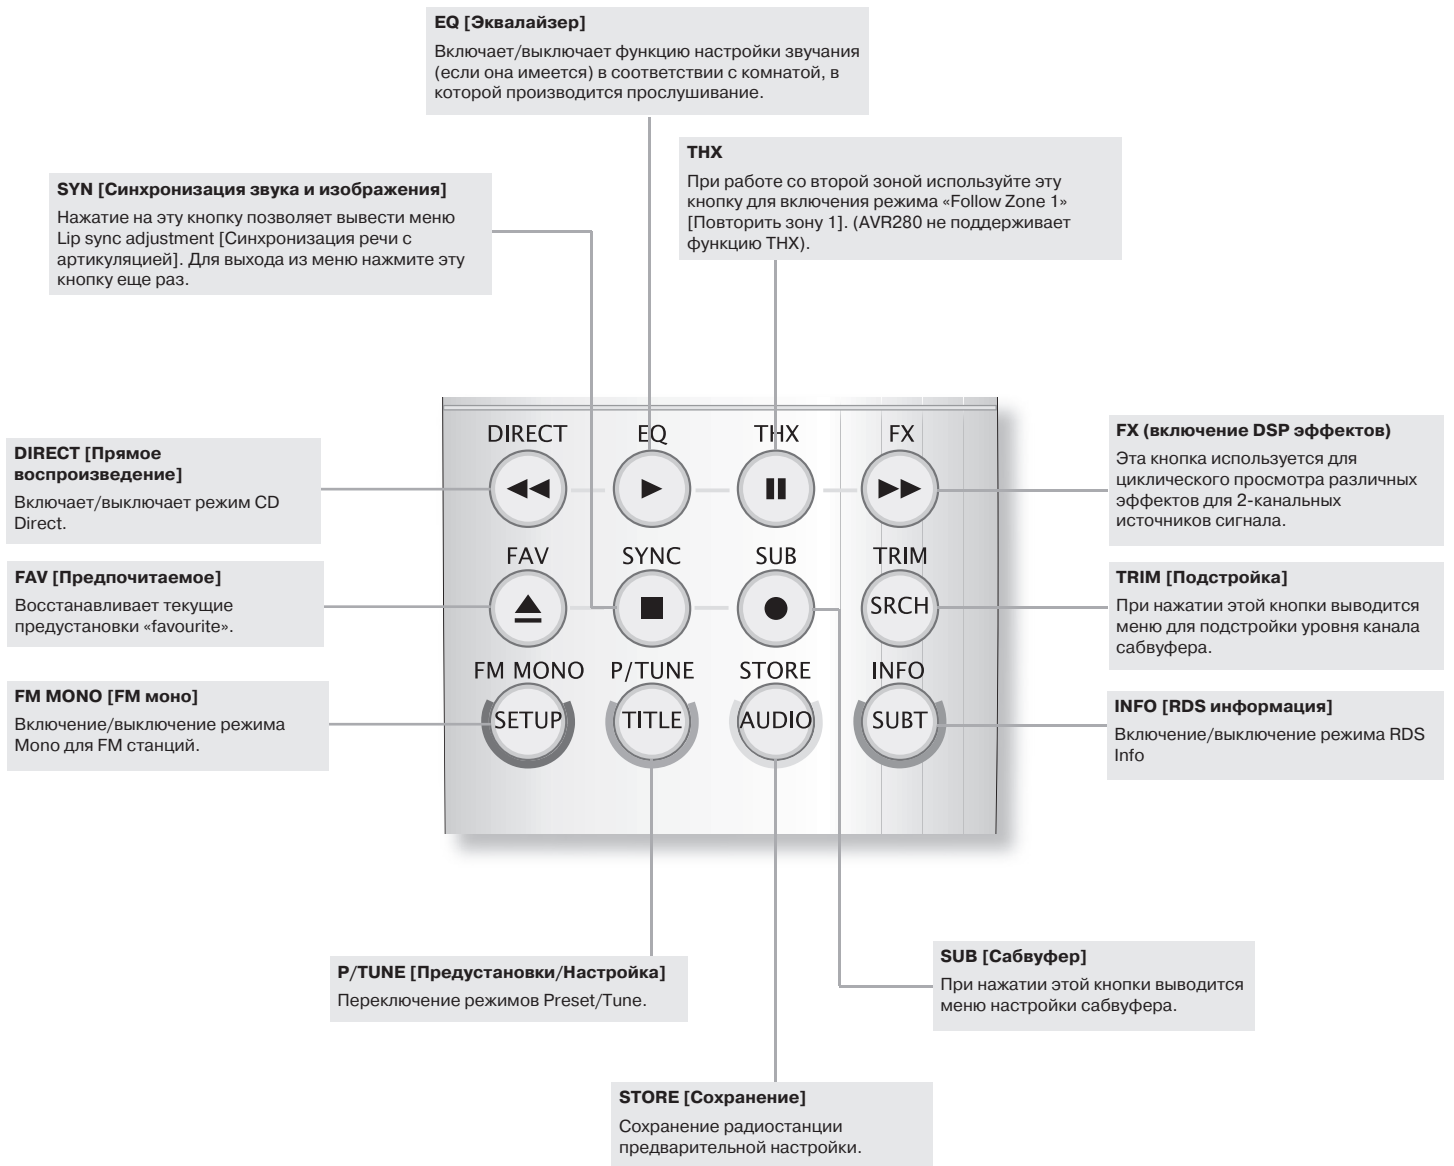 EQ [Эквалайзер]
Включает/выключает функцию настройки звучания
(если она имеется) в соответствии с комнатой, в
которой производится прослушивание.
THX
При работе со второй зоной используйте эту
кнопку для включения режима «Follow Zone 1»
[Повторить зону 1]. (AVR280 не поддерживает
функцию THX).
SYN [Синхронизация звука и изображения]
Нажатие на эту кнопку позволяет вывести меню
Lip sync adjustment [Синхронизация речи с
артикуляцией]. Для выхода из меню нажмите эту
кнопку еще раз.
DIRECT [Прямое
воспроизведение]
Включает/выключает режим CD
Direct.
FAV [Предпочитаемое]
Восстанавливает текущие
предустановки «favourite».
FM MONO [FM моно]
Включение/выключение режима
Mono для FM станций.
DIRECT EQ THX FX
FAV SYNC SUB TRIM
SRCH
FM MONO P/TUNE STORE INFO
SETUP TITLE AUDIO SUBT
FX (включение DSP эффектов)
Эта кнопка используется для
циклического просмотра различных
эффектов для 2-канальных
источников сигнала.
TRIM [Подстройка]
При нажатии этой кнопки выводится
меню для подстройки уровня канала
сабвуфера.
INFO [RDS информация]
Включение/выключение режима RDS
Info
P/TUNE [Предустановки/Настройка]
Переключение режимов Preset/Tune.
SUB [Сабвуфер]
При нажатии этой кнопки выводится
меню настройки сабвуфера.
STORE [Сохранение]
Сохранение радиостанции
предварительной настройки.